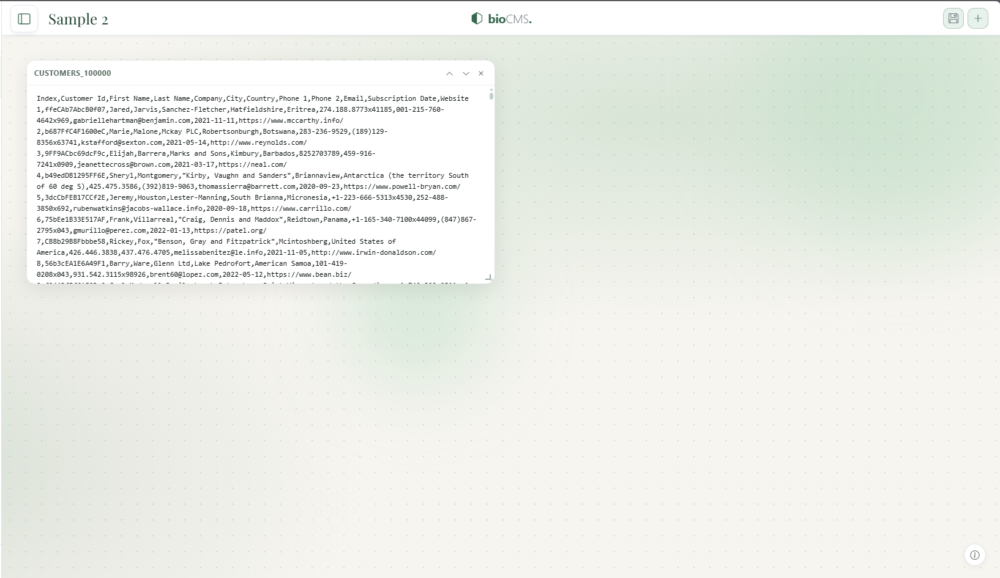 Sample 2
bioCMS.
CUSTOMERS_100000
Index,Customer Id,First Name,Last Name,Company,City,Country,Phone 1,Phone 2,Email,Subscription Date,Website
1,ffeCAb7AbcB0f07,Jared,Jarvis,Sanchez-Fletcher,Hatfieldshire,Eritrea,274.188.8773x41185,001-215-760-
4642x969,gabriellehartman@benjamin.com,2021-11-11,https://www.mccarthy.info/
2,b687FfC4F1600eC,Marie,Malone,Mckay PLC,Robertsonburgh,Botswana,283-236-9529,(189)129-
8356x63741,kstafford@sexton.com,2021-05-14,http://www.reynolds.com/
3,9FF9ACbc69dcF9c,Elijah,Barrera,Marks and Sons,Kimbury,Barbados,8252703789,459-916-
7241x0909,jeanettecross@brown.com,2021-03-17,https://neal.com/
4,b49edDB1295FF6E,Sheryl,Montgomery,"Kirby, Vaughn and Sanders",Briannaview,Antarctica (the territory South
of 60 deg S),425.475.3586,(392)819-9063,thomassierra@barrett.com,2020-09-23,https://www.powell-bryan.com/
5,3dcCbFEB17CCf2E,Jeremy,Houston,Lester-Manning,South Brianna,Micronesia,+1-223-666-5313x4530,252-488-
3850x692,rubenwatkins@jacobs-wallace.info,2020-09-18,https://www.carrillo.com/
6,75bEe1B33E517AF,Frank,Villarreal,"Craig, Dennis and Maddox",Reidtown,Panama,+1-165-340-7100x44099,(847)867-
2795x043,gmurillo@perez.com,2022-01-13,https://patel.org/
7,CB8b29B8Fbbbe58,Rickey,Fox,"Benson, Gray and Fitzpatrick",Mcintoshberg,United States of
America,426.446.3838,437.476.4705,melissabenitez@le.info,2021-11-05,http://www.irwin-donaldson.com/
8,56b3cEA1E6A49F1,Barry,Ware,Glenn Ltd,Lake Pedrofort,American Samoa,101-419-
0208x043,931.542.3115x98926,brent60@lopez.com,2022-05-12,https://www.bean.biz/